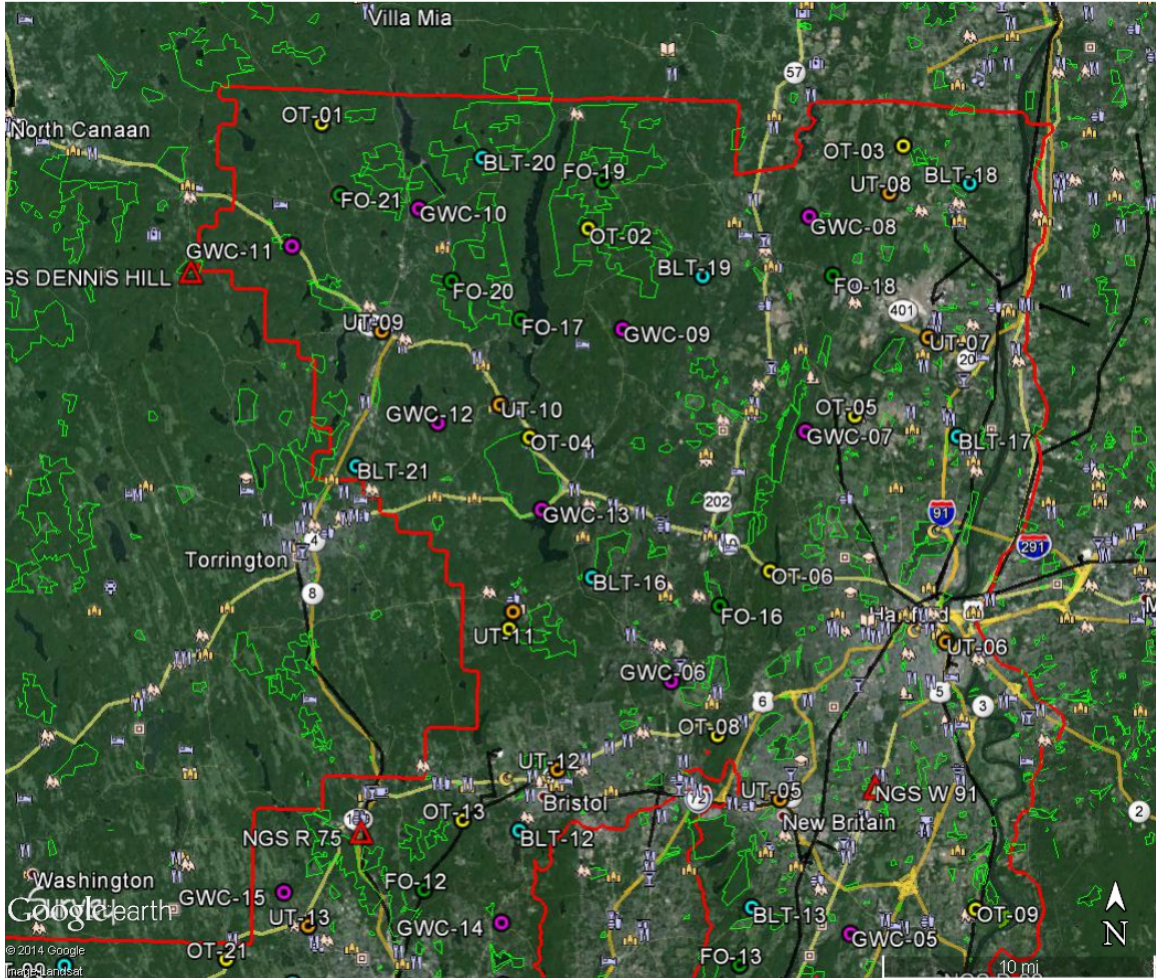 Villa Mia
57
OT-01
North Canaan
OT-03
BLT-20
FO-19
UT-08
BLT-18
FO-21
GWC-10
GWC-08
OT-02
GWC-11
GS DENNIS HILL
BLT-19
FO-18
FO-20
401
FO-17
UT-09
GWC-09
UT-07
20
GWC-12
UT-10
OT-05
OT-04
GWC-07
BLT-17
BLT-21
202
GWC-13
91
4
291
Torrington
OT-06
BLT-16
8
FO-16
Hartford
UT-11
UT-06
GWC-06
5
6
3
OT-08
UT-12
Bristol
72
UT-05
NGS W 91
OT-13
2
New Britain
NGS R 75
BLT-12
Washington
FO-12
GWC-15
Google earth
BLT-13
OT-09
UT-13
GWC-14
GWC-05
N
OT-21
© 2014 Google
FO-13
10 mi
Image Landsat